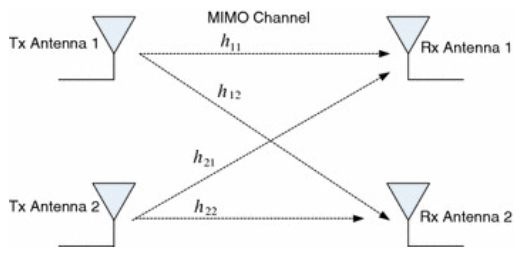 MIMO Channel
Tx Antenna 1
h11
Rx Antenna 1
h12
h21
Tx Antenna 2
h22
Rx Antenna 2